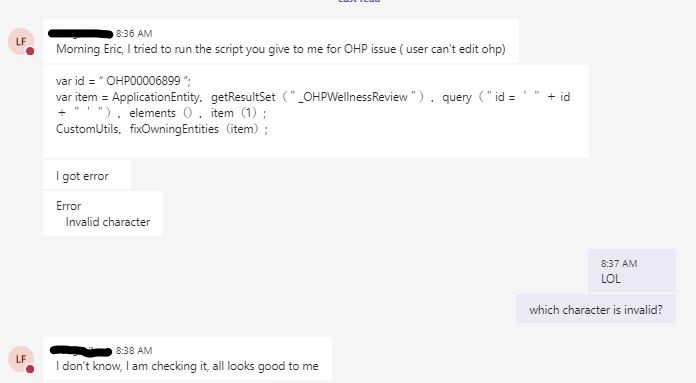 Last read
LF
8:36 AM
Morning Eric, I tried to run the script you give to me for OHP issue ( user can't edit ohp)
var id = “ OHP00006899 ”;
var item = ApplicationEntity．getResultSet （＂_OHPWellnessReview＂）．query （＂id = ＇＂ + id
+ ＂＇＂）．elements （）．item （1）；
CustomUtils．fixOwningEntities （item）；
I got error
Error
Invalid character
8:37 AM
LOL
which character is invalid?
LF
8:38 AM
I don't know, I am checking it, all looks good to me